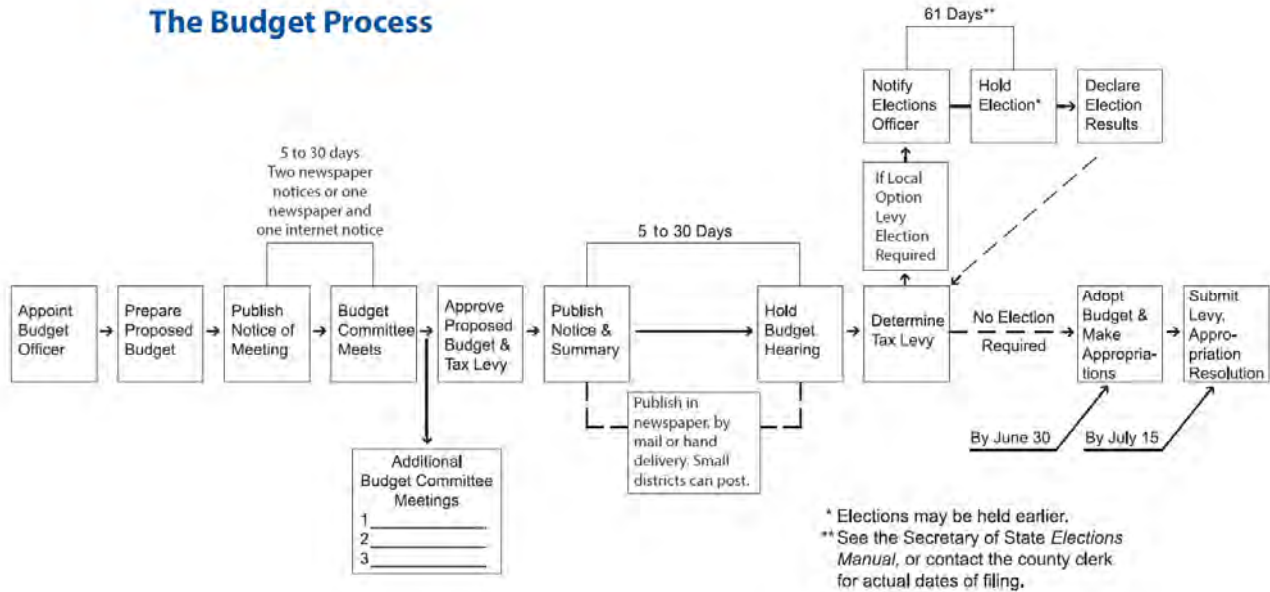 The Budget Process
61 Days**
Notify
Elections
Officer
Hold
Election*
Declare
Election
Results
5 to 30 days
Two newspaper
notices or one
newspaper and
one internet notice
If Local
Option
Levy
Election
Required
5 to 30 Days
Appoint
Budget
Officer
Prepare
Proposed
Budget
Publish
Notice of
Meeting
Budget
Committee
Meets
Approve
Proposed
Budget &
Tax Levy
Publish
Notice &
Summary
Hold
Budget
Hearing
Determine
Tax Levy
No Election
Required
Adopt
Budget &
Make
Appropria-
tions
Submit
Levy,
Appro-
priation
Resolution
Publish in
newspaper, by
mail or hand
delivery. Small
districts can post.
By June 30
By July 15
Additional
Budget Committee
Meetings
1
2
3
* Elections may be held earlier.
** See the Secretary of State Elections
Manual, or contact the county clerk
for actual dates of filing.